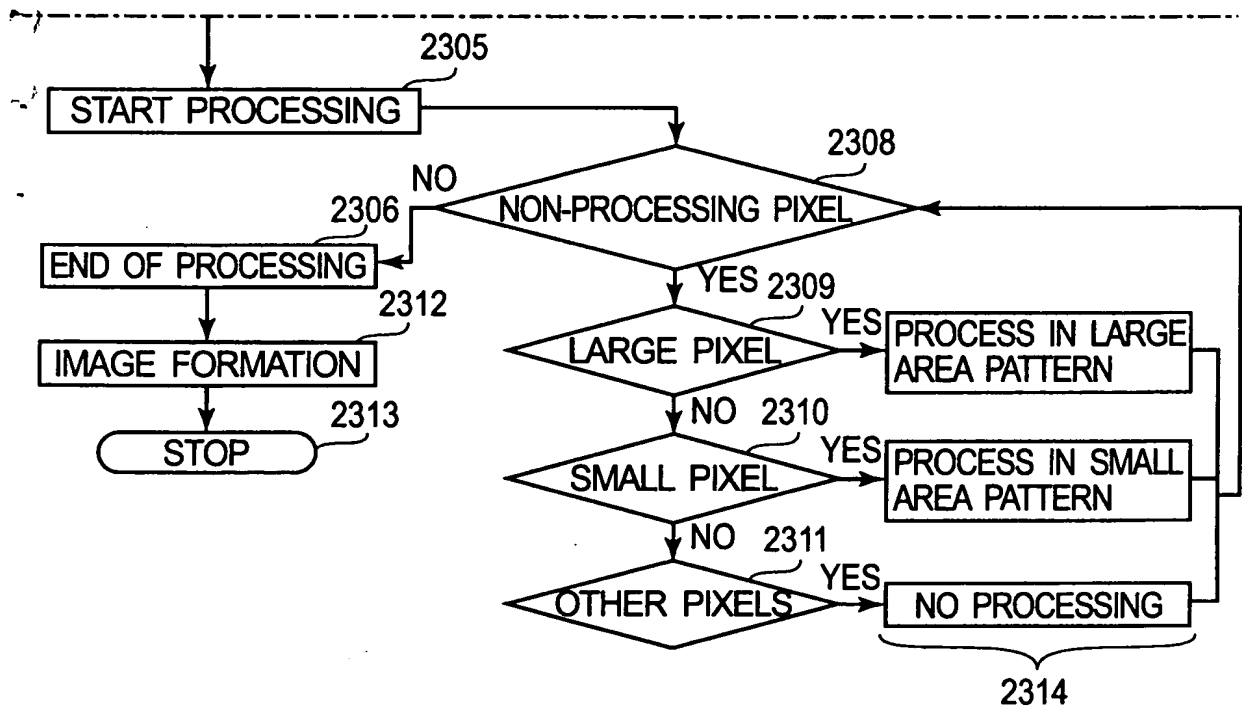 2305
START PROCESSING
2308
NO
NON-PROCESSING PIXEL
2306
END OF PROCESSING
YES
2309
2312
YES
LARGE PIXEL
PROCESS IN LARGE
AREA PATTERN
IMAGE FORMATION
NO
2310
2313
STOP
YES
SMALL PIXEL
PROCESS IN SMALL
AREA PATTERN
NO
2311
YES
OTHER PIXELS
NO PROCESSING
2314